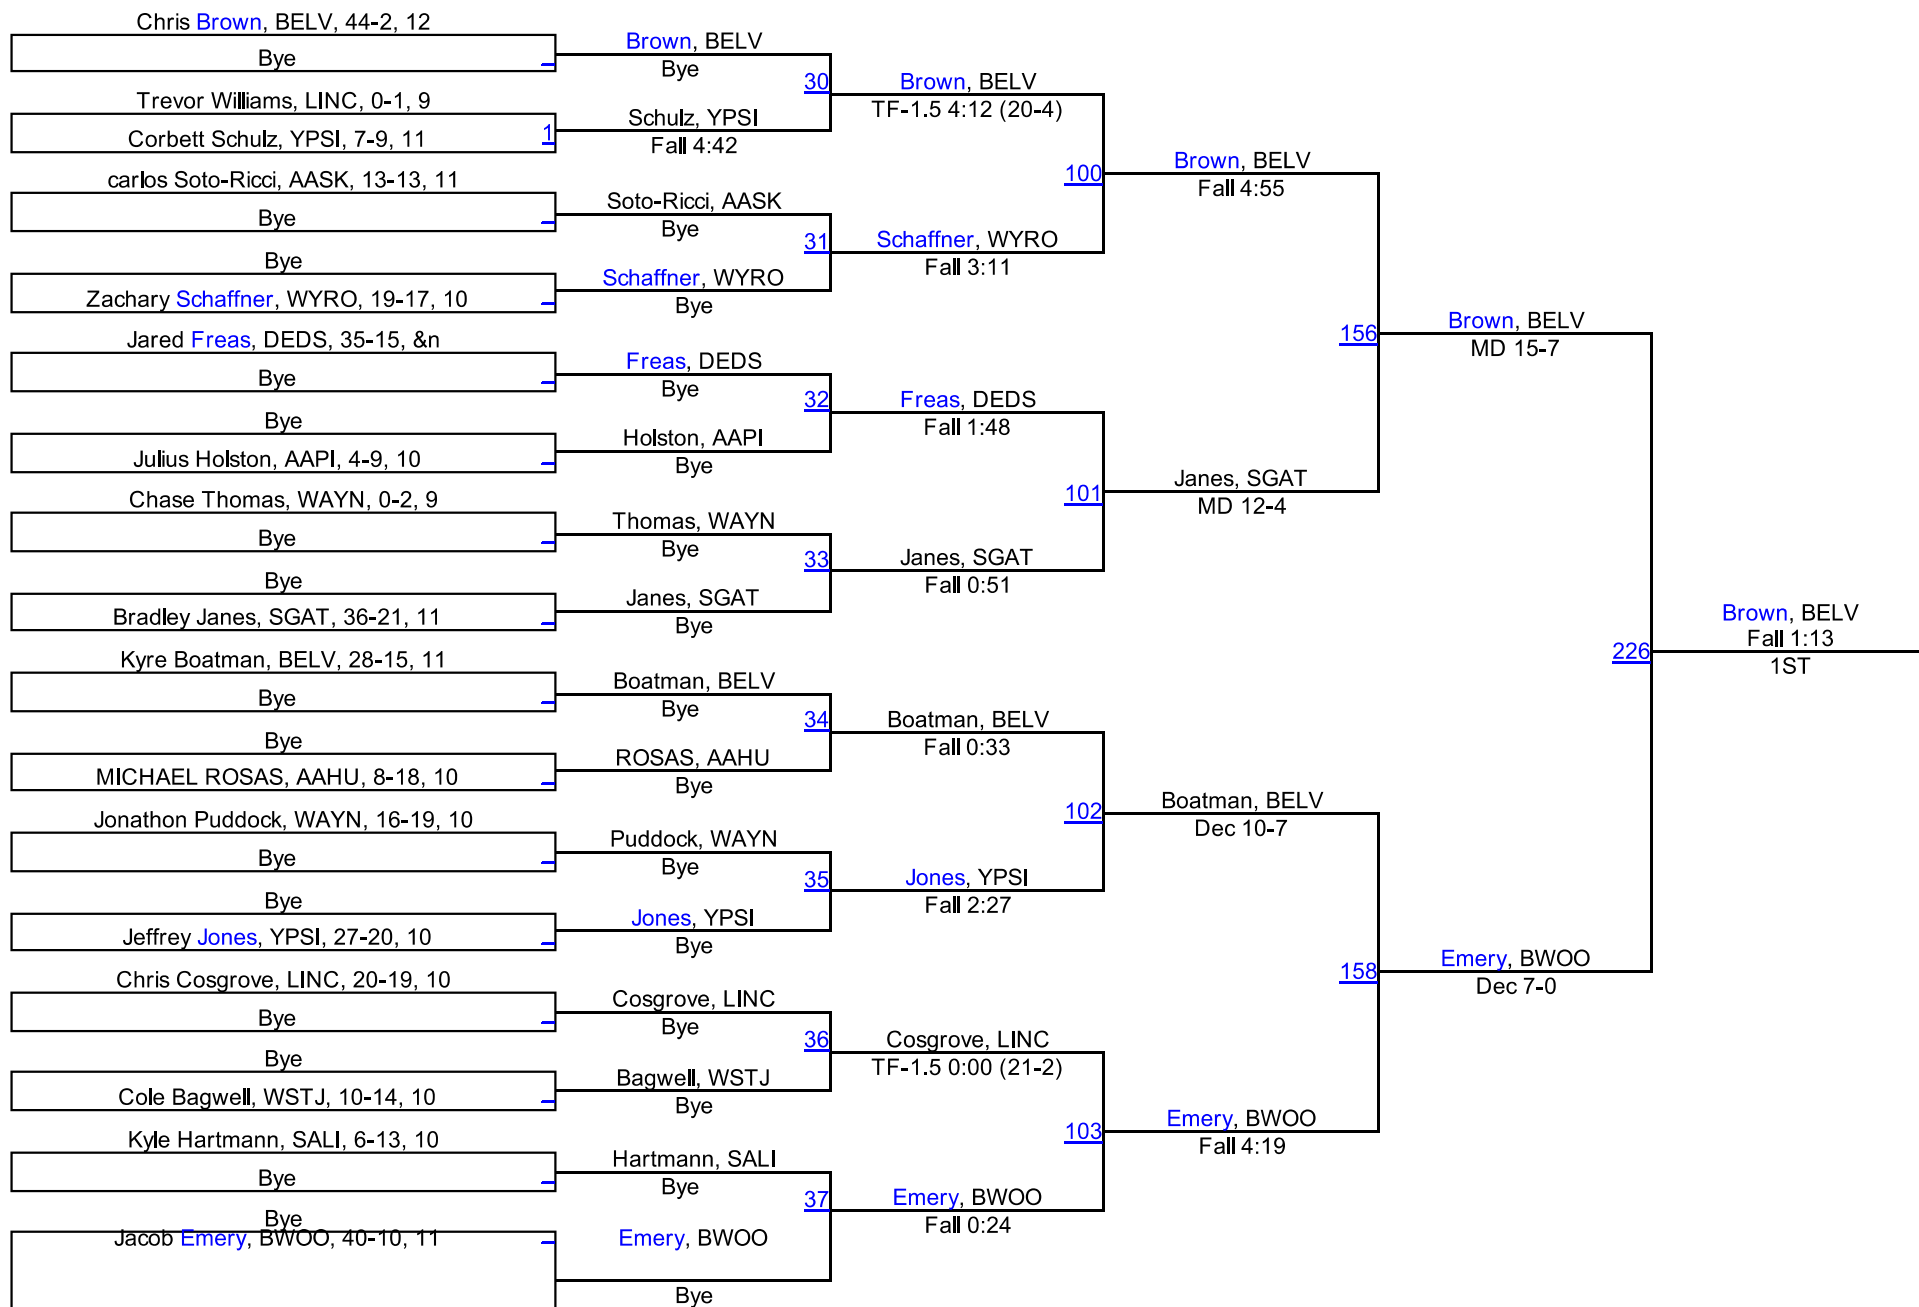 Chris Brown, BELV, 44-2, 12
Bye
Trevor Williams, LINC, 0-1, 9
Corbett Schulz, YPSI, 7-9, 11
1
carlos Soto-Ricci, AASK, 13-13, 11
Bye
Bye
Zachary Schaffner, WYRO, 19-17, 10
Jared Freas, DEDS, 35-15, &n
Bye
Bye
Julius Holston, AAPI, 4-9, 10
Chase Thomas, WAYN, 0-2, 9
Bye
Bye
Bradley Janes, SGAT, 36-21, 11
Kyre Boatman, BELV, 28-15, 11
Bye
Bye
MICHAEL ROSAS, AAHU, 8-18, 10
Jonathon Puddock, WAYN, 16-19, 10
Bye
Bye
Jeffrey Jones, YPSI, 27-20, 10
Chris Cosgrove, LINC, 20-19, 10
Bye
Bye
Cole Bagwell, WSTJ, 10-14, 10
Kyle Hartmann, SALI, 6-13, 10
Bye
Bye
Jacob Emery, BWOO, 40-10, 11
Brown, BELV
Bye
30
Schulz, YPSI
Fall 4:42
Soto-Ricci, AASK
Bye
31
Schaffner, WYRO
Bye
Freas, DEDS
Bye
32
Holston, AAPI
Bye
Thomas, WAYN
Bye
33
Janes, SGAT
Bye
Boatman, BELV
Bye
34
ROSAS, AAHU
Bye
Puddock, WAYN
Bye
35
Jones, YPSI
Bye
Cosgrove, LINC
Bye
36
Bagwell, WSTJ
Bye
Hartmann, SALI
Bye
37
Emery, BWOO
Bye
Brown, BELV
TF-1.5 4:12 (20-4)
100
Schaffner, WYRO
Fall 3:11
Freas, DEDS
Fall 1:48
101
Janes, SGAT
Fall 0:51
Boatman, BELV
Fall 0:33
102
Jones, YPSI
Fall 2:27
Cosgrove, LINC
TF-1.5 0:00 (21-2)
103
Emery, BWOO
Fall 0:24
Brown, BELV
Fall 4:55
156
Janes, SGAT
MD 12-4
Boatman, BELV
Dec 10-7
158
Emery, BWOO
Fall 4:19
Brown, BELV
MD 15-7
226
Emery, BWOO
Dec 7-0
Brown, BELV
Fall 1:13
1ST